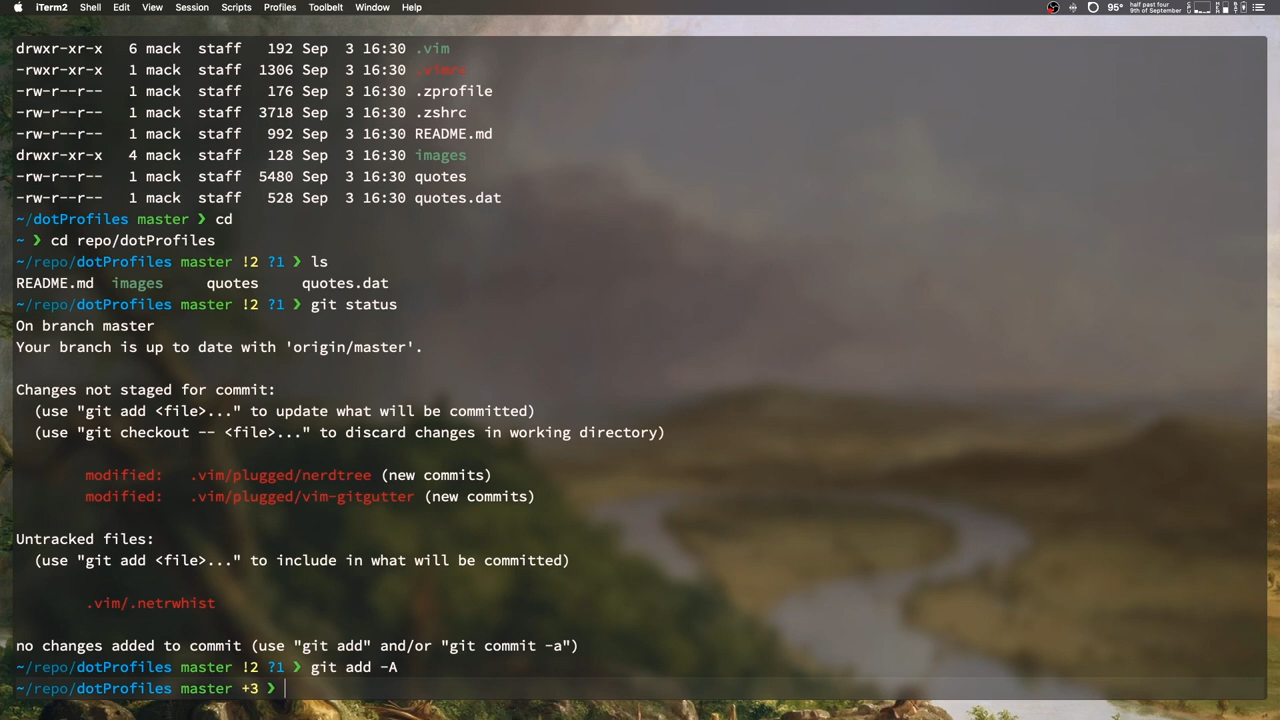 iTerm2 Shell Edit View Session Scripts Profiles Toolbelt Window Help
95° half past four
9th of September
drwxr-xr-x 6 mack staff 192 Sep 3 16:30 .vim
-rwxr-xr-x 1 mack staff 1306 Sep 3 16:30 .vimrc
-rw-r--r-- 1 mack staff 176 Sep 3 16:30 .zprofile
-rw-r--r-- 1 mack staff 3718 Sep 3 16:30 .zshrc
-rw-r--r-- 1 mack staff 992 Sep 3 16:30 README.md
drwxr-xr-x 4 mack staff 128 Sep 3 16:30 images
-rw-r--r-- 1 mack staff 5480 Sep 3 16:30 quotes
-rw-r--r-- 1 mack staff 528 Sep 3 16:30 quotes.dat
~/dotProfiles master ❯ cd
~ ❯ cd repo/dotProfiles
~/repo/dotProfiles master !2 ?1 ❯ ls
README.md images quotes quotes.dat
~/repo/dotProfiles master !2 ?1 ❯ git status
On branch master
Your branch is up to date with 'origin/master'.
Changes not staged for commit:
(use "git add <file>..." to update what will be committed)
(use "git checkout -- <file>..." to discard changes in working directory)
modified: .vim/plugged/nerdtree (new commits)
modified: .vim/plugged/vim-gitgutter (new commits)
Untracked files:
(use "git add <file>..." to include in what will be committed)
.vim/.netrwhist
no changes added to commit (use "git add" and/or "git commit -a")
~/repo/dotProfiles master !2 ?1 ❯ git add -A
~/repo/dotProfiles master +3 ❯